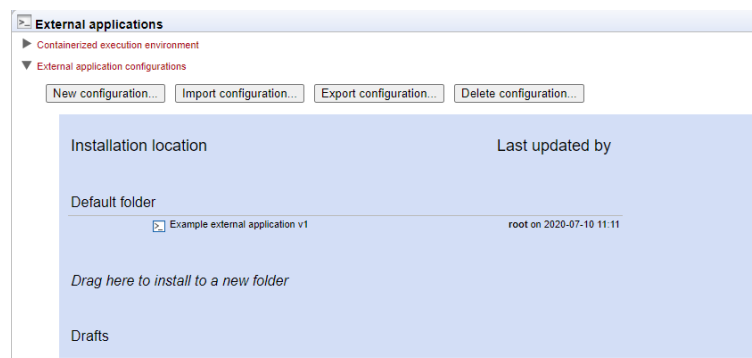 External applications
Containerized execution environment
External application configurations
New configuration... Import configuration... Export configuration... Delete configuration...
Installation location Last updated by
Default folder
Example external application v1 root on 2020-07-10 11:11
Drag here to install to a new folder
Drafts